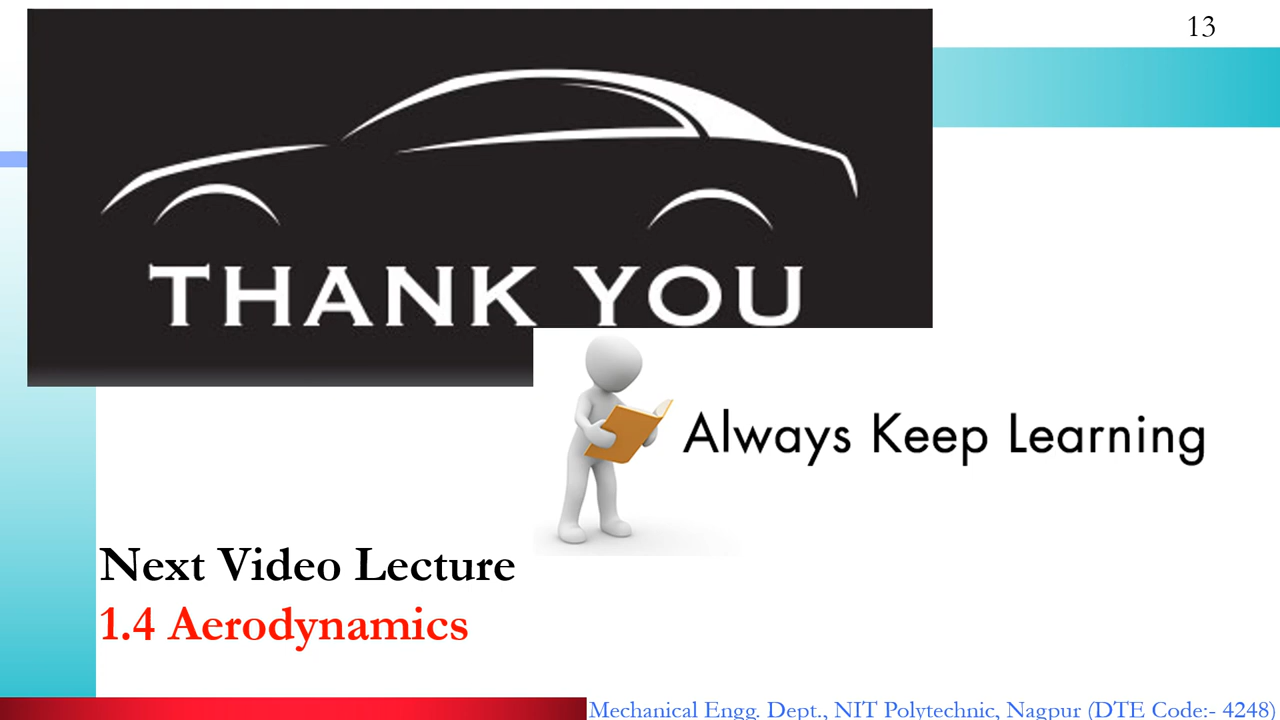 13
THANK YOU
Always Keep Learning
Next Video Lecture
1.4 Aerodynamics
Mechanical Engg. Dept., NIT Polytechnic, Nagpur (DTE Code:- 4248)